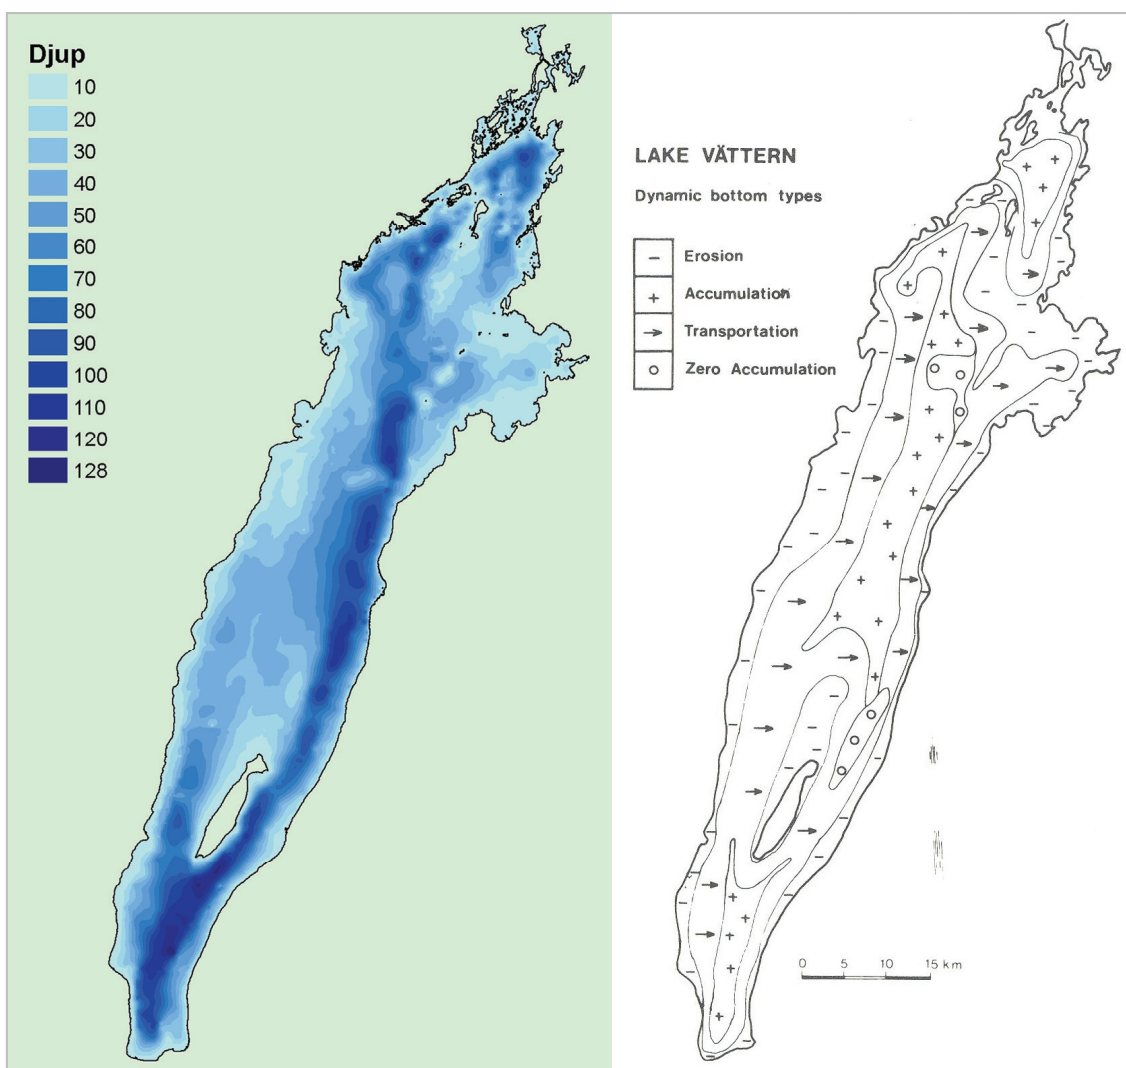 Djup
10
20
30
40
50
60
70
80
90
100
110
120
128
LAKE VÄTTERN
Dynamic bottom types
− Erosion
+ Accumulation
→ Transportation
○ Zero Accumulation
0 5 10 15 km